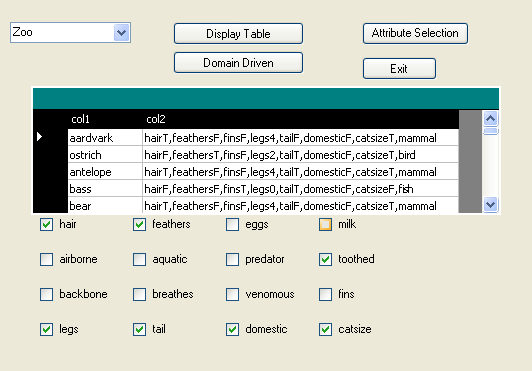 Zoo
Display Table
Attribute Selection
Domain Driven
Exit
col1 col2
aardvark hairT,feathersF,finsF,legs4,tailF,domesticF,catsizeT,mammal
ostrich hairF,feathersT,finsF,legs2,tailT,domesticF,catsizeT,bird
antelope hairT,feathersF,finsF,legs4,tailT,domesticF,catsizeT,mammal
bass hairF,feathersF,finsT,legs0,tailT,domesticF,catsizeF,fish
bear hairT,feathersF,finsF,legs4,tailF,domesticF,catsizeT,mammal
hair feathers eggs milk
airborne aquatic predator toothed
backbone breathes venomous fins
legs tail domestic catsize